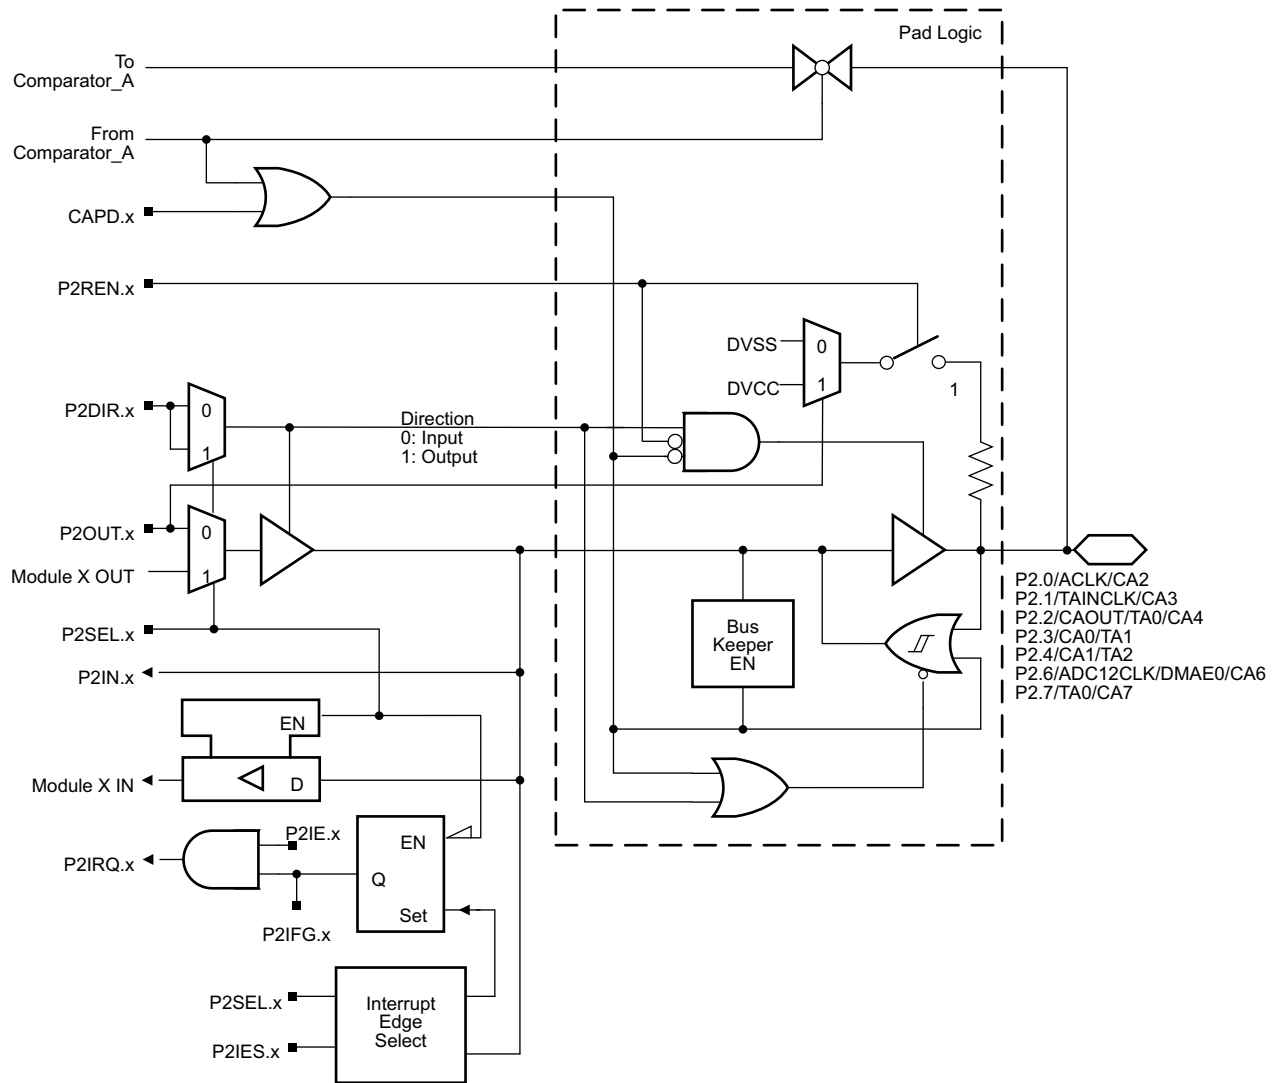 Pad Logic
To
Comparator_A
From
Comparator_A
CAPD.x
P2REN.x
DVSS
0
DVCC
1
1
P2DIR.x
0
1
Direction
0: Input
1: Output
P2OUT.x
0
Module X OUT
1
P2SEL.x
P2IN.x
Bus
Keeper
EN
P2.0/ACLK/CA2
P2.1/TAINCLK/CA3
P2.2/CAOUT/TA0/CA4
P2.3/CA0/TA1
P2.4/CA1/TA2
P2.6/ADC12CLK/DMAE0/CA6
P2.7/TA0/CA7
EN
Module X IN
D
P2IE.x
P2IRQ.x
EN
Q
Set
P2IFG.x
P2SEL.x
P2IES.x
Interrupt
Edge
Select